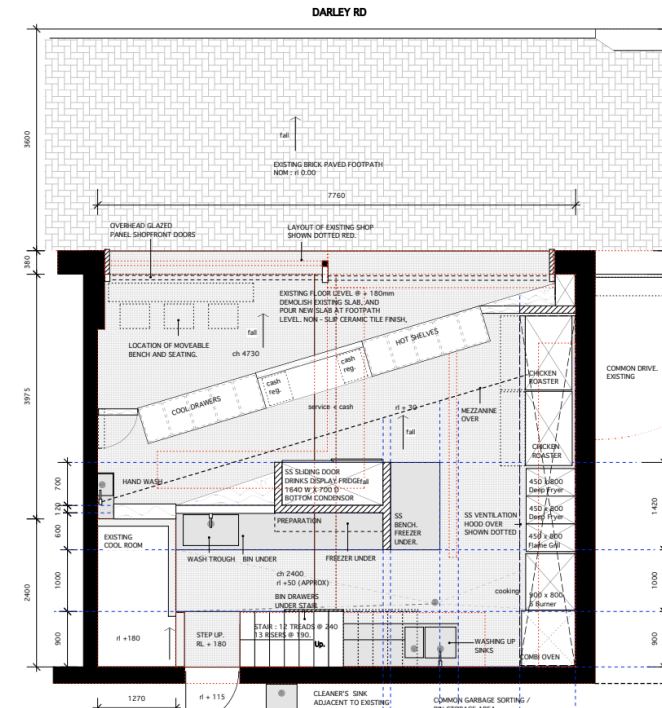 DARLEY RD
3600
fall
EXISTING BRICK PAVED FOOTPATH
NOM : rl 0.00
7760
OVERHEAD GLAZED
PANEL SHOPFRONT DOORS
LAYOUT OF EXISTING SHOP
SHOWN DOTTED RED.
380
EXISTING FLOOR LEVEL @ + 180mm
DEMOLISH EXISTING SLAB, AND
POUR NEW SLAB AT FOOTPATH
LEVEL. NON - SLIP CERAMIC TILE FINISH,
fall
LOCATION OF MOVEABLE
BENCH AND SEATING.
ch 4730
HOT SHELVES
cash
reg.
cash
reg.
COOL DRAWERS
service + cash
rl + 30
MEZZANINE
OVER
CHICKEN
ROASTER
COMMON DRIVE.
EXISTING
3975
fall
CHICKEN
ROASTER
SS SLIDING DOOR
DRINKS DISPLAY FRIDGE
fall
1640 W X 700 D
BOTTOM CONDENSOR
HAND WASH
450 x 800
Deep Fryer
450 x 800
Deep Fryer
450 x 800
Flame Grill
700
120
600
1420
PREPARATION
SS
BENCH.
FREEZER
UNDER.
SS VENTILATION
HOOD OVER
SHOWN DOTTED
EXISTING
COOL ROOM
WASH TROUGH
BIN UNDER
FREEZER UNDER
ch 2400
rl +50 (APPROX)
2400
1000
1000
BIN DRAWERS
UNDER STAIR
cooking
900 x 800
6 Burner
STAIR : 12 TREADS @ 240
13 RISERS @ 190.
Up.
rl +180
STEP UP.
RL + 180
900
900
WASHING UP
SINKS
COMBI OVEN
1270
rl + 115
CLEANER'S SINK
ADJACENT TO EXISTING
COMMON GARBAGE SORTING /